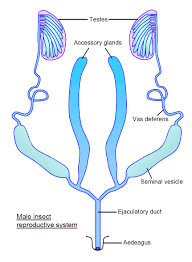 Testes
Accessory glands
Vas deferens
Seminal vesicle
Male insect
reproductive system
Ejaculatory duct
Aedeagus